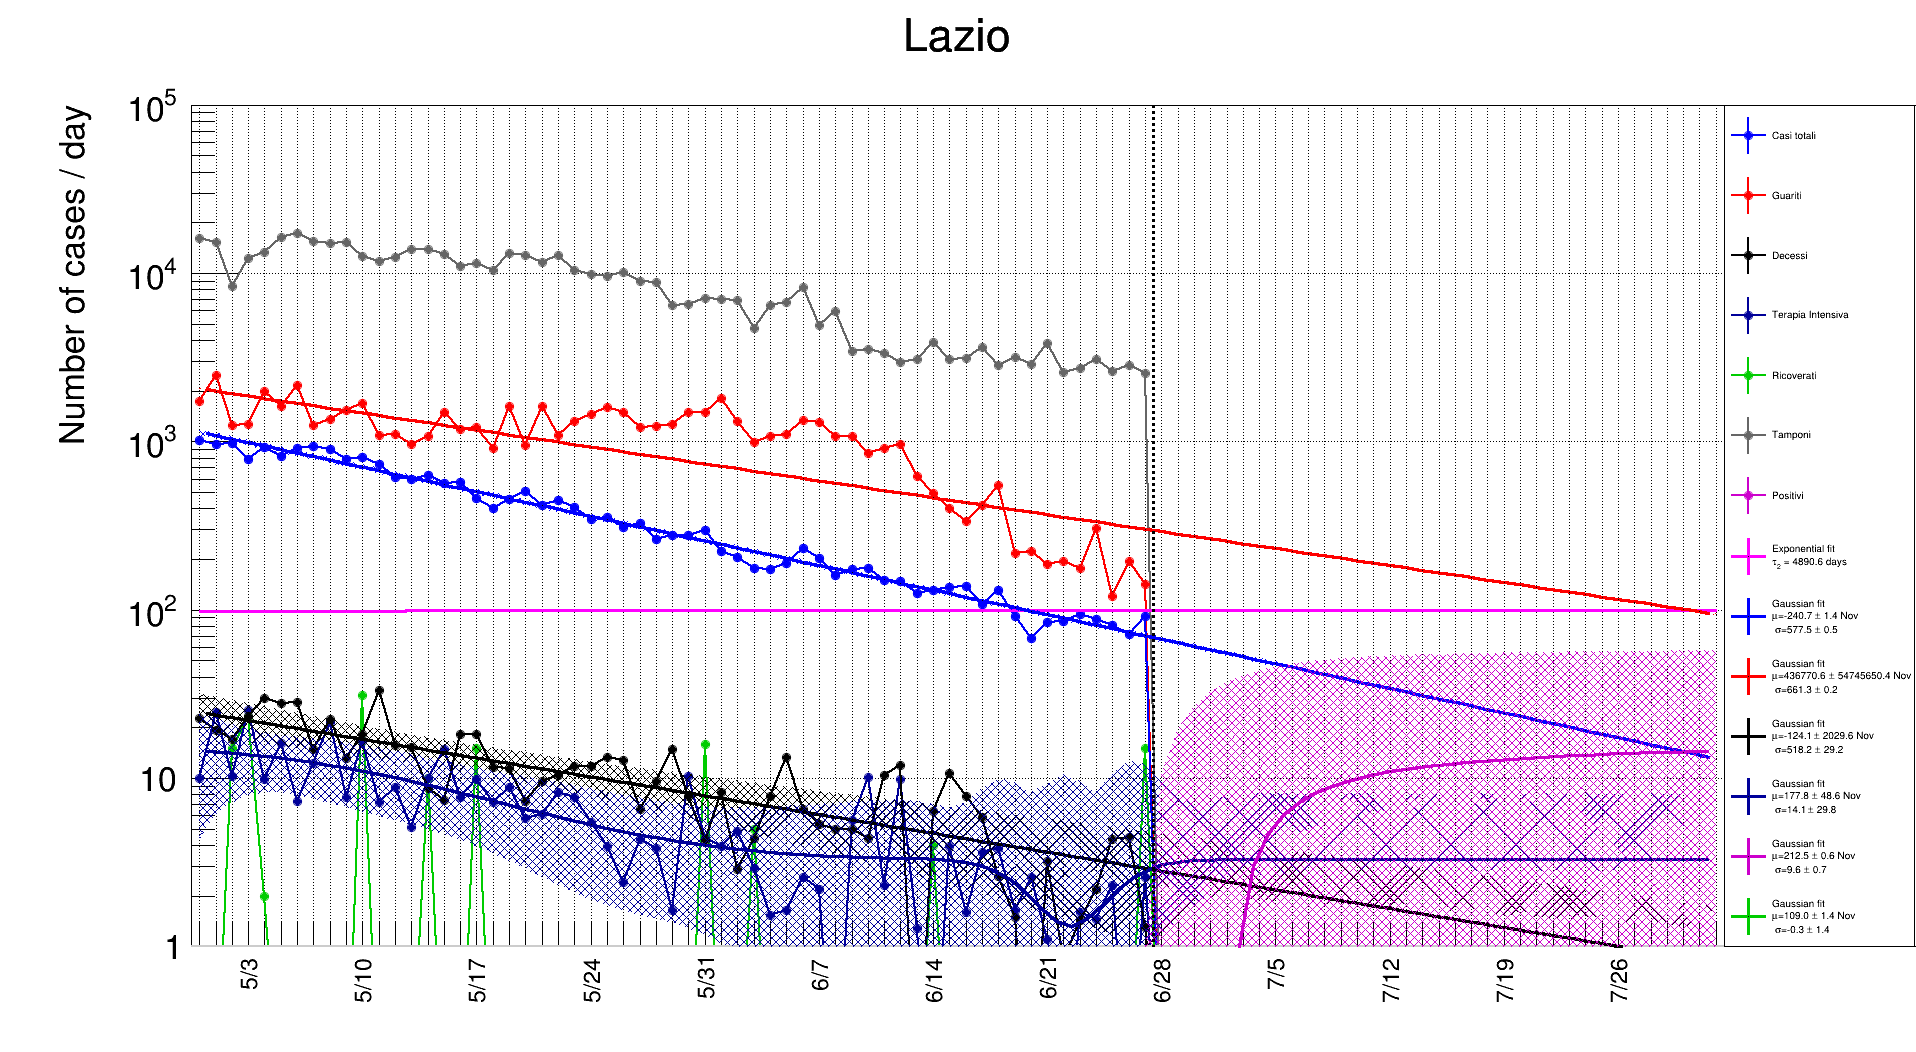 Lazio
Number of cases / day
10^5
10^4
10^3
10^2
10
1
5/3
5/10
5/17
5/24
5/31
6/7
6/14
6/21
6/28
7/5
7/12
7/19
7/26
Casi totali
Guariti
Decessi
Terapia Intensiva
Ricoverati
Tamponi
Positivi
Exponential fit
τ2 = 4890.6 days
Gaussian fit
μ=-240.7 ± 1.4 Nov
σ=577.5 ± 0.5
Gaussian fit
μ=436770.6 ± 54745650.4 Nov
σ=661.3 ± 0.2
Gaussian fit
μ=-124.1 ± 2029.6 Nov
σ=518.2 ± 29.2
Gaussian fit
μ=177.8 ± 48.6 Nov
σ=14.1 ± 29.8
Gaussian fit
μ=212.5 ± 0.6 Nov
σ=9.6 ± 0.7
Gaussian fit
μ=109.0 ± 1.4 Nov
σ=-0.3 ± 1.4